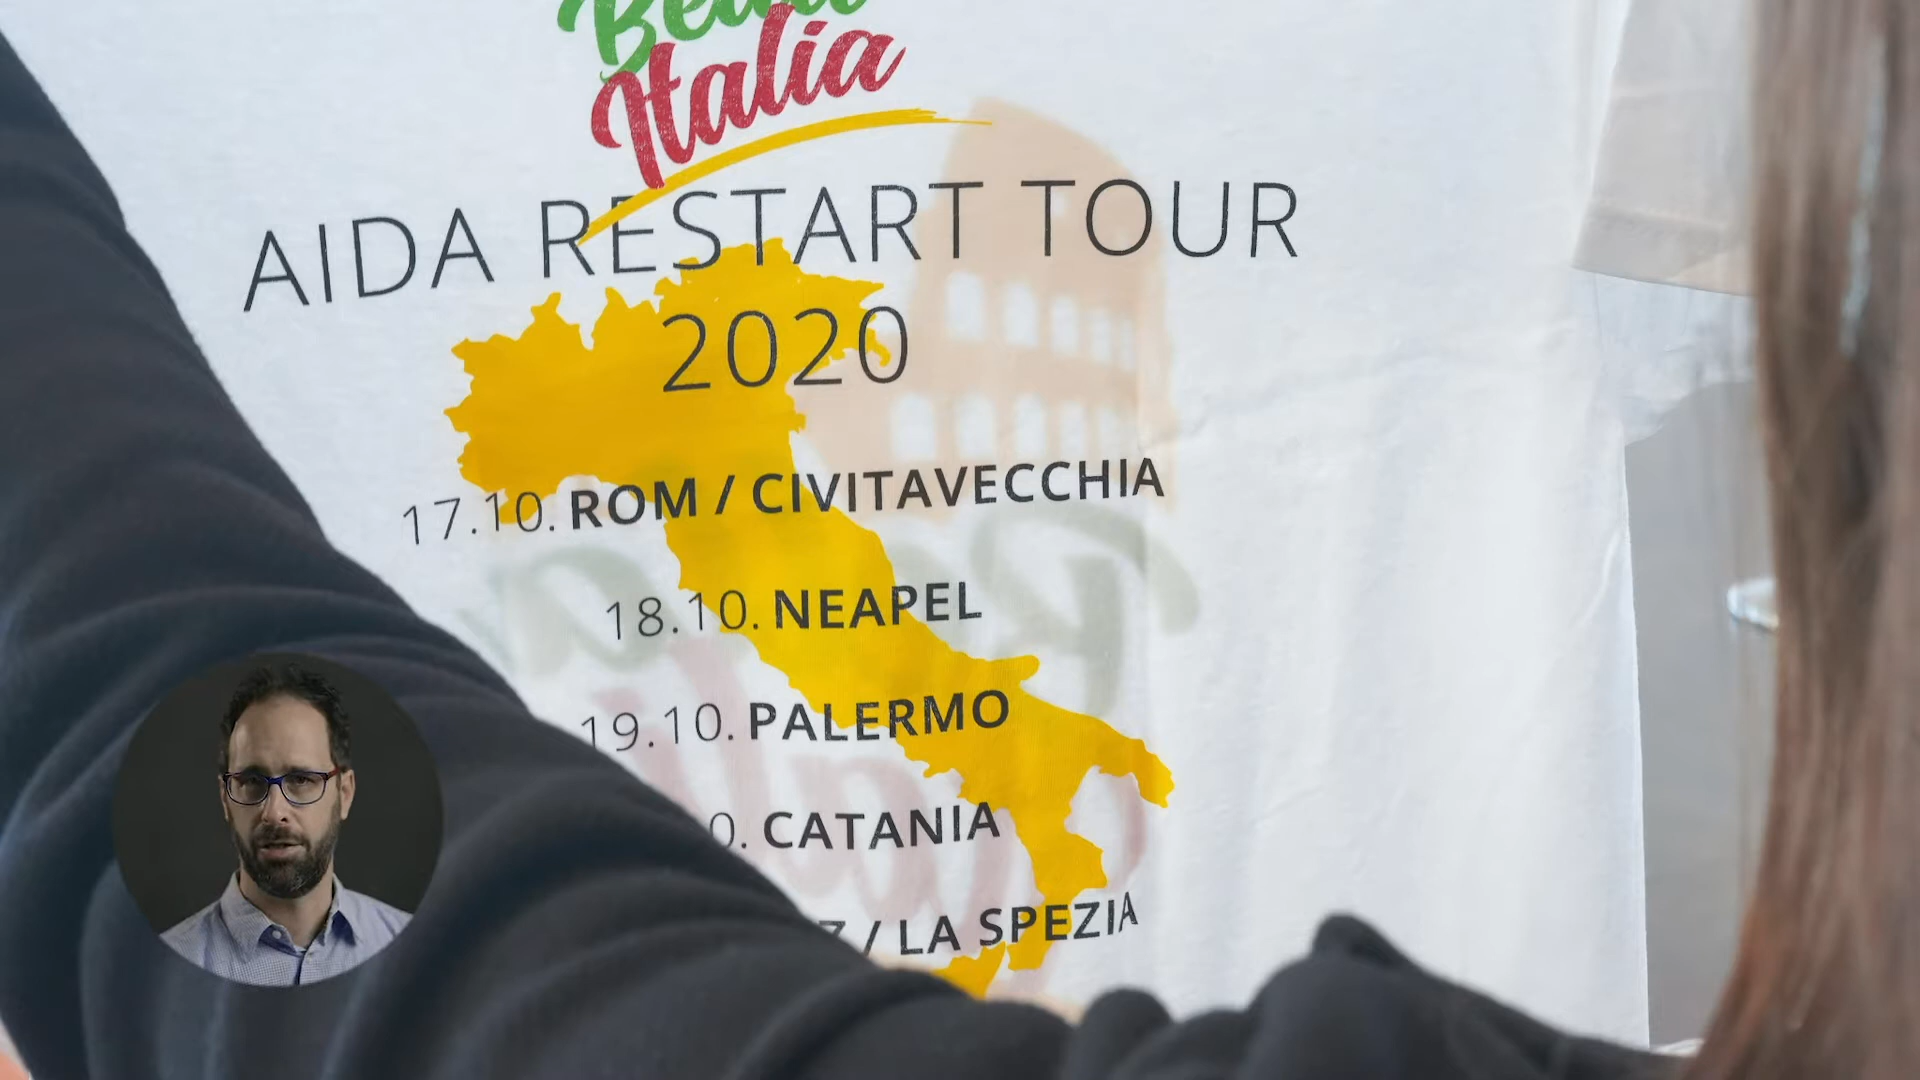 Italia
AIDA RESTART TOUR
2020
17.10. ROM / CIVITAVECCHIA
18.10. NEAPEL
19.10. PALERMO
CATANIA
/ LA SPEZIA